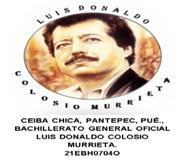 LUIS DONALDO
COLOSIO MURRIETA
CEIBA CHICA, PANTEPEC, PUÉ.,
BACHILLERATO GENERAL OFICIAL
LUIS DONALDO COLOSIO
MURRIETA.
21EBH0704O